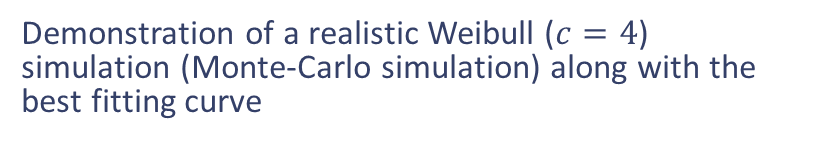 Demonstration of a realistic Weibull (c = 4)
simulation (Monte-Carlo simulation) along with the
best fitting curve